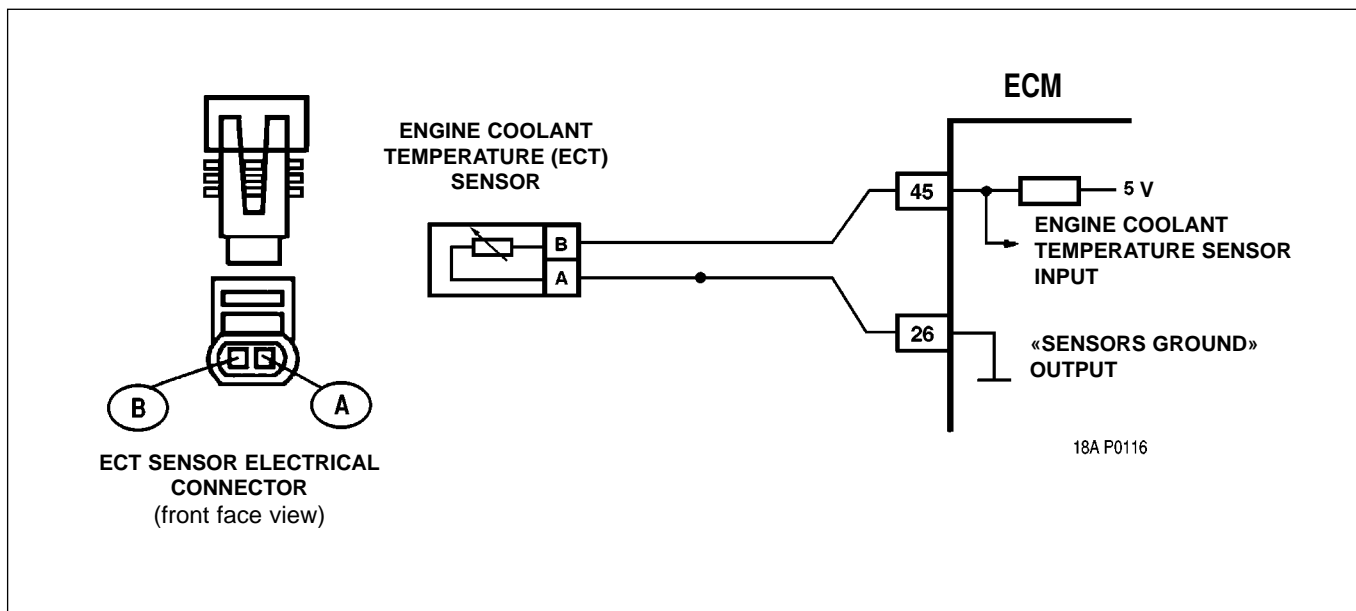 ECM
ENGINE COOLANT
TEMPERATURE (ECT)
SENSOR
45
5 V
B
A
ENGINE COOLANT
TEMPERATURE SENSOR
INPUT
26
«SENSORS GROUND»
OUTPUT
B
A
ECT SENSOR ELECTRICAL
CONNECTOR
(front face view)
18A P0116